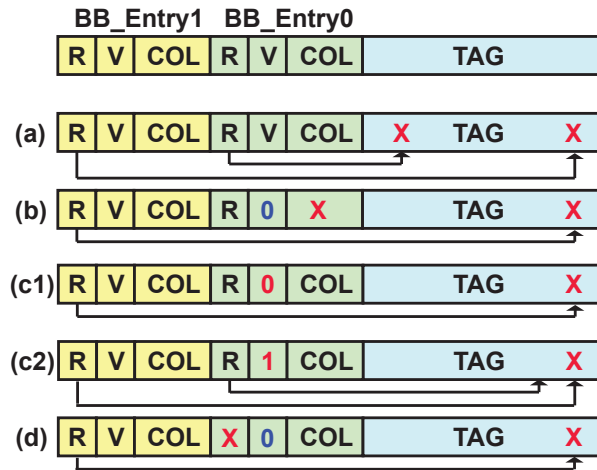 BB_Entry1 BB_Entry0
R V COL R V COL TAG
(a) R V COL R V COL X TAG X
(b) R V COL R 0 X TAG X
(c1) R V COL R 0 COL TAG X
(c2) R V COL R 1 COL TAG X
(d) R V COL X 0 COL TAG X